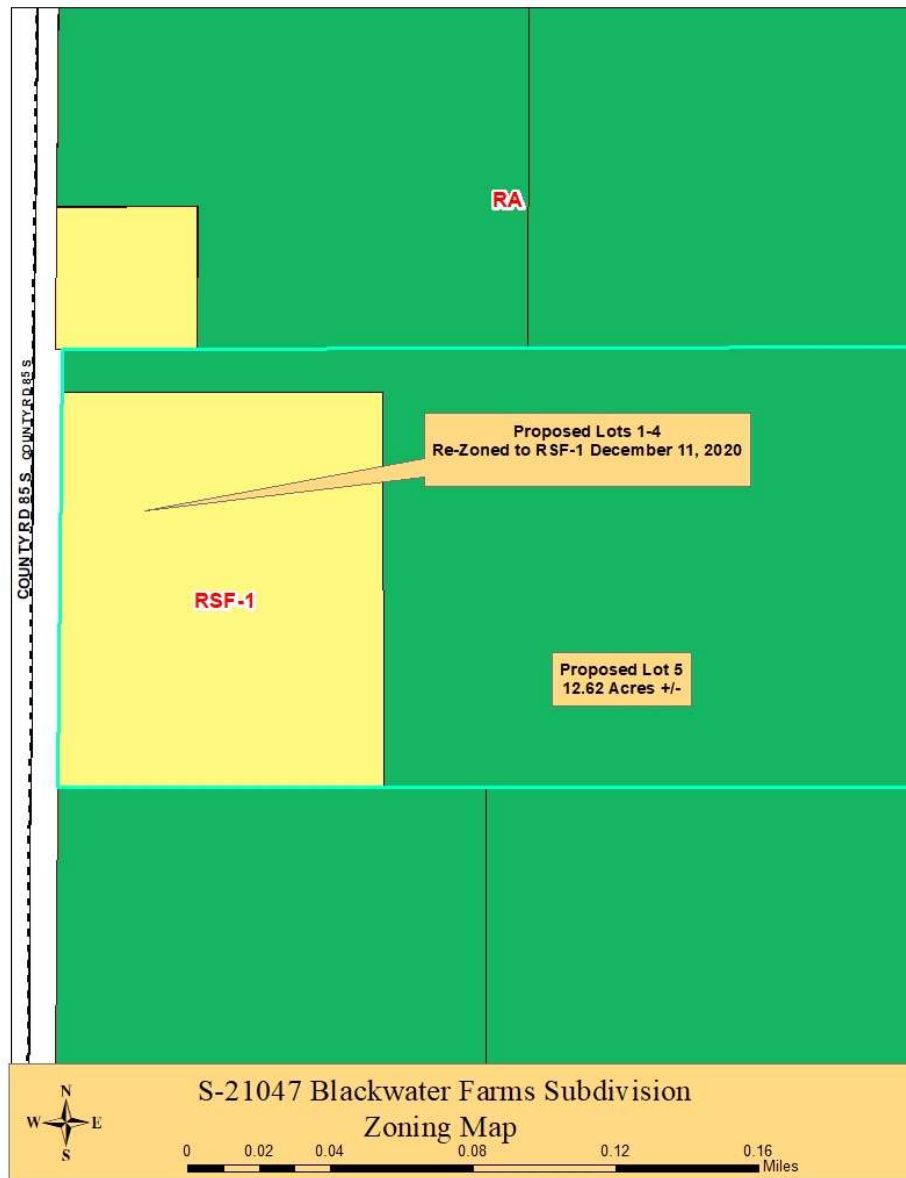 RA
COUNTY RD 85 S
COUNTY RD 85 S
Proposed Lots 1-4
Re-Zoned to RSF-1 December 11, 2020
RSF-1
Proposed Lot 5
12.62 Acres +/-
S-21047 Blackwater Farms Subdivision
Zoning Map
N
W E
S
0 0.02 0.04 0.08 0.12 0.16
Miles